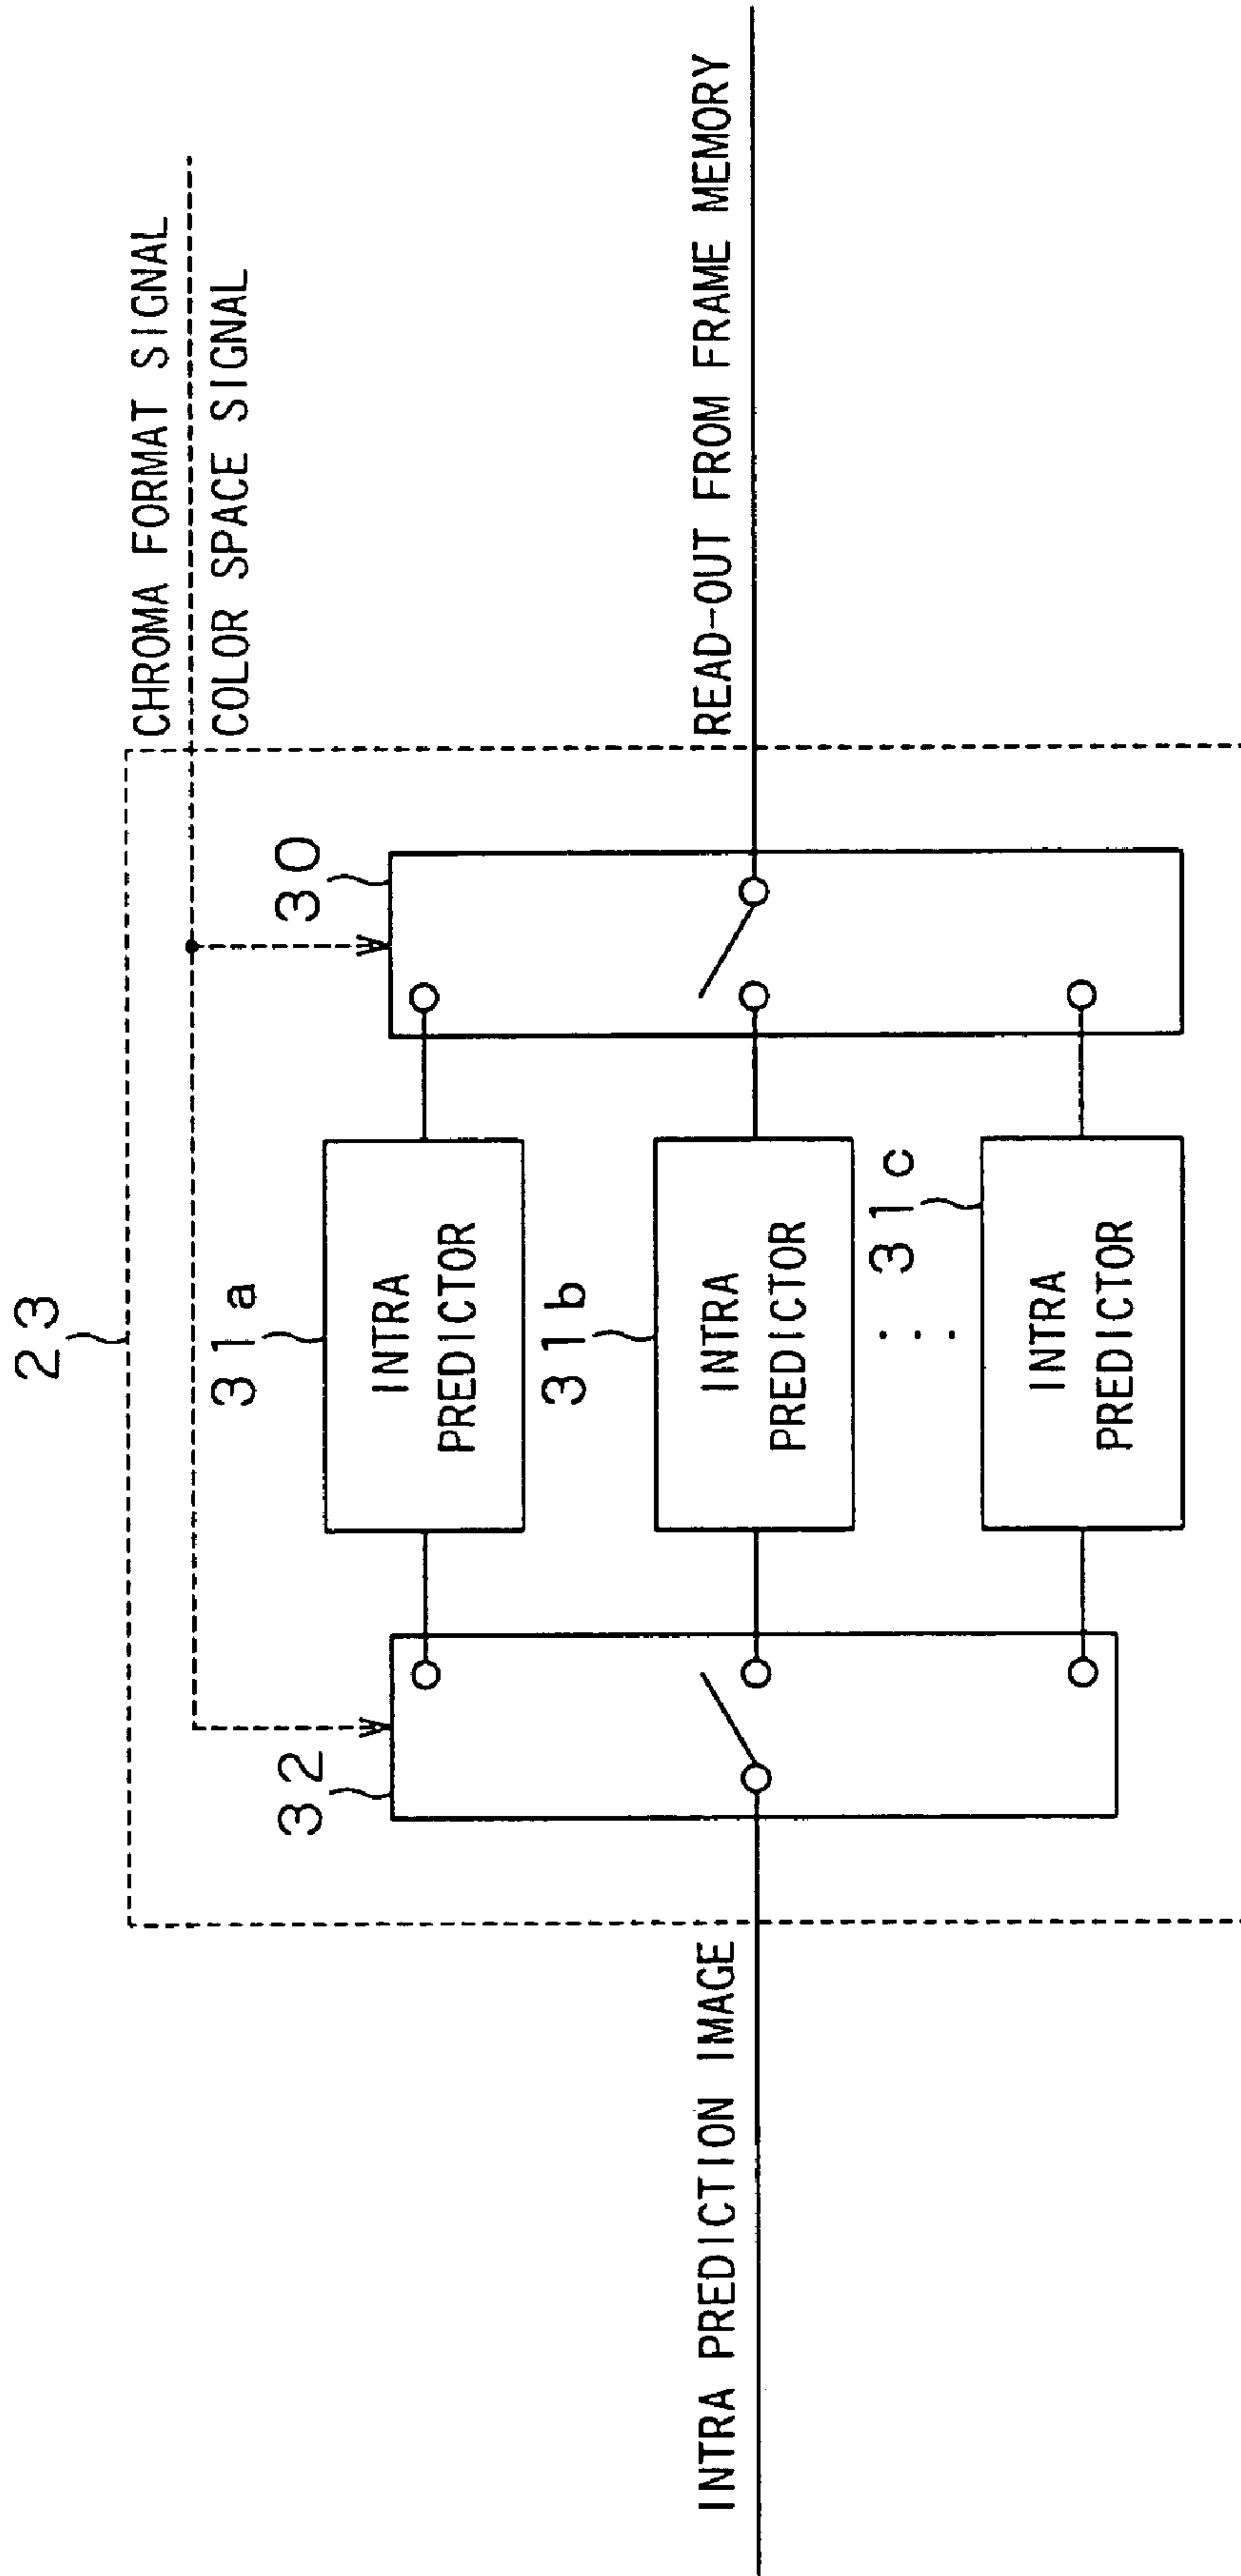 23
CHROMA FORMAT SIGNAL
COLOR SPACE SIGNAL
32
31a
30
INTRA
PREDICTOR
31b
INTRA PREDICTION IMAGE
INTRA
PREDICTOR
READ-OUT FROM FRAME MEMORY
31c
INTRA
PREDICTOR